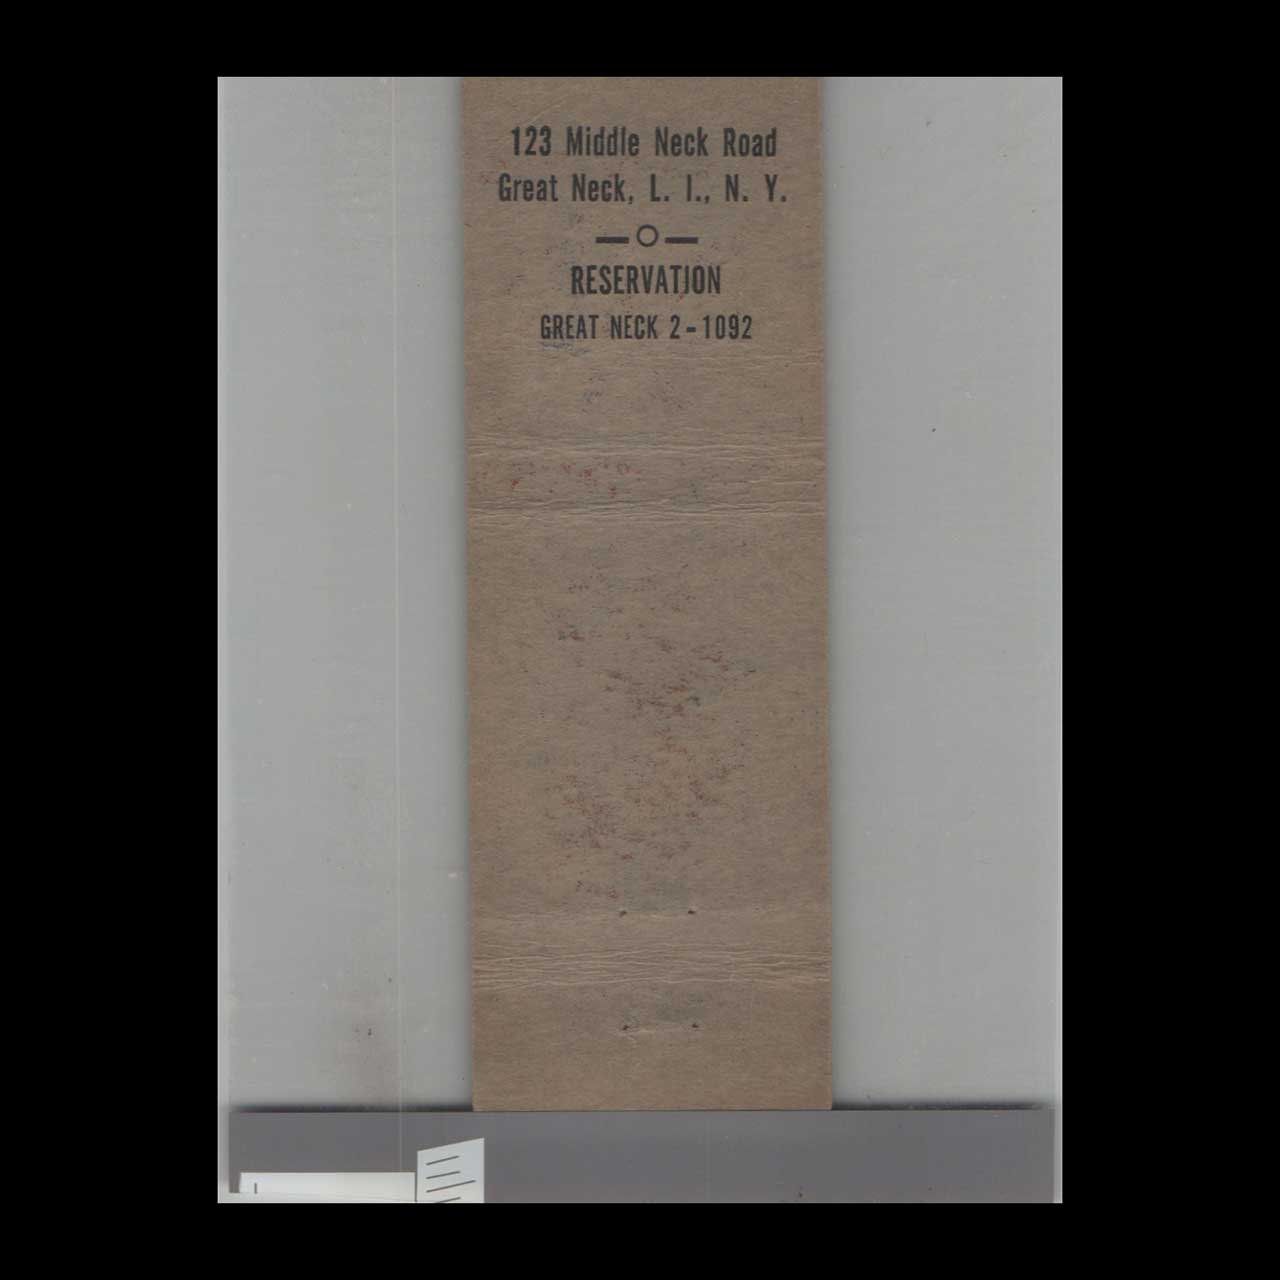 123 Middle Neck Road
Great Neck, L. I., N. Y.
RESERVATION
GREAT NECK 2-1092